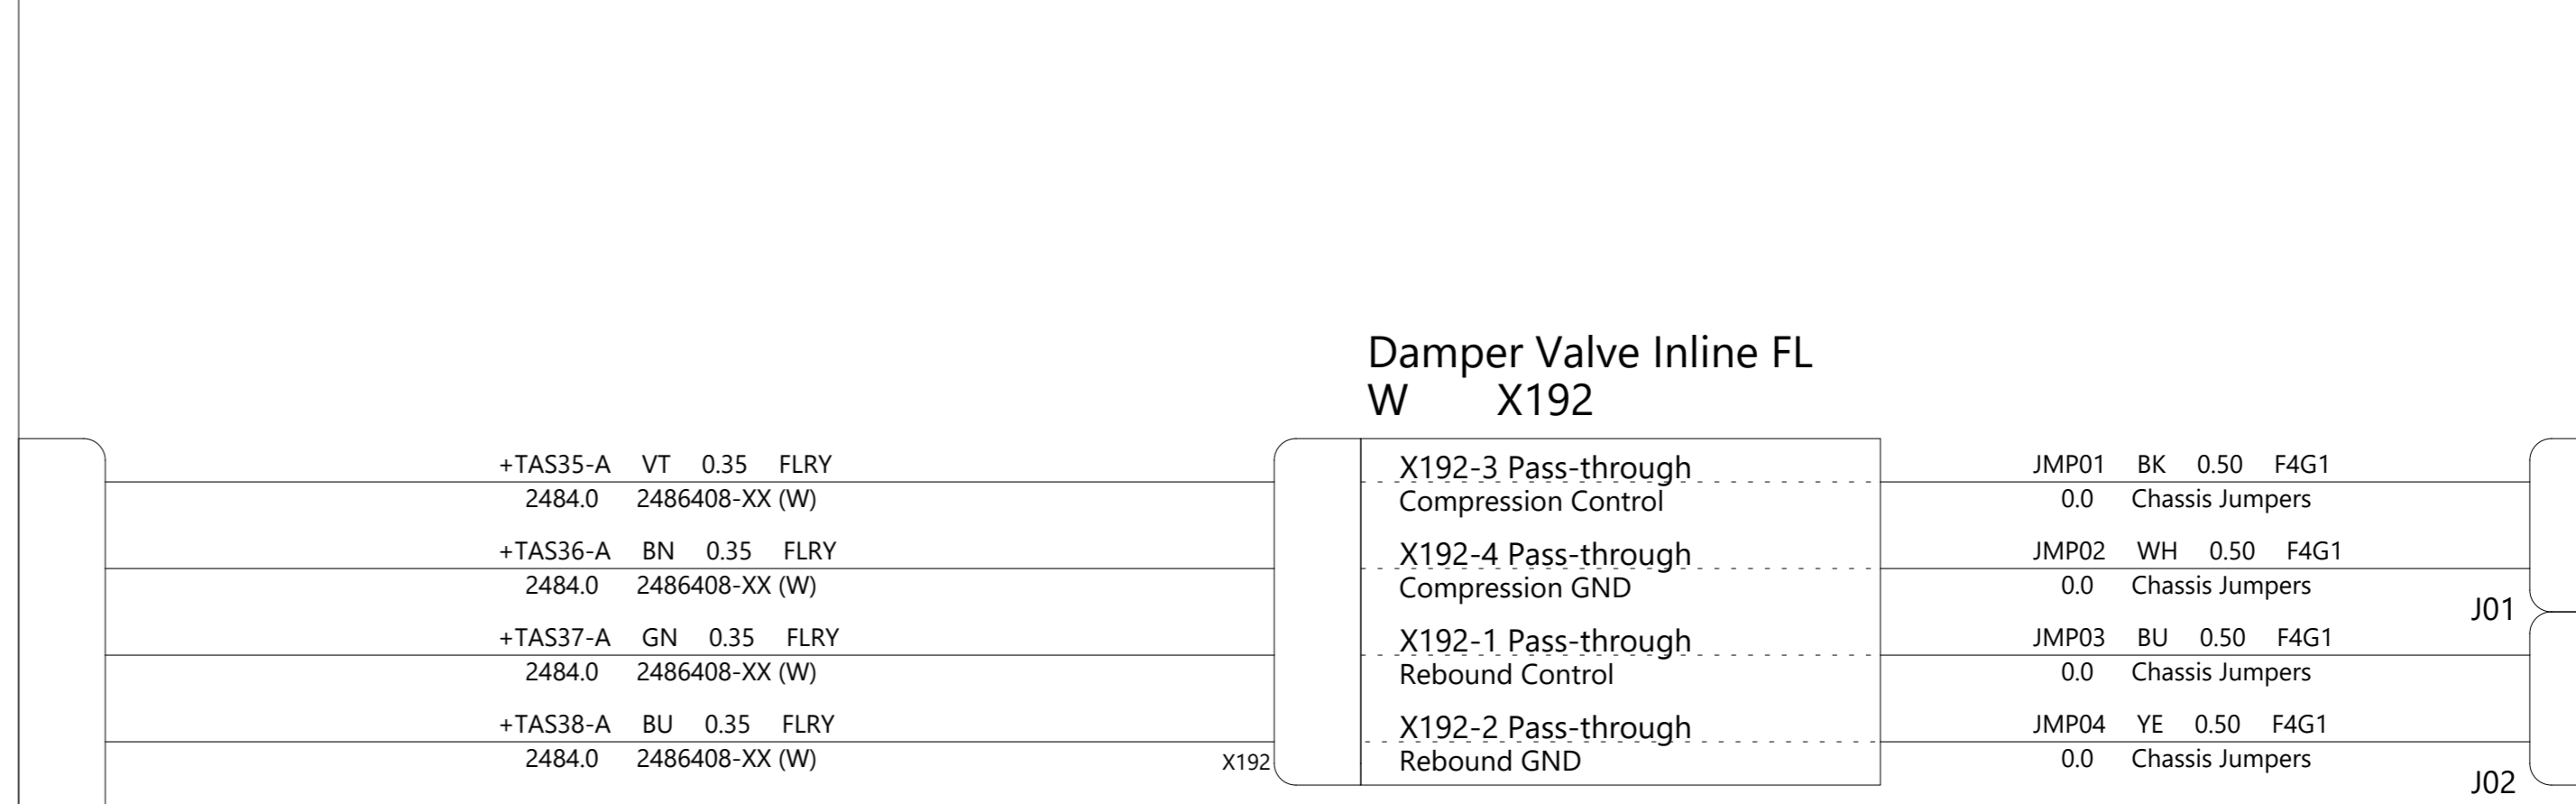 Damper Valve Inline FL
W X192
+TAS35-A VT 0.35 FLRY
2484.0 2486408-XX (W)
X192-3 Pass-through
Compression Control
JMP01 BK 0.50 F4G1
0.0 Chassis Jumpers
+TAS36-A BN 0.35 FLRY
2484.0 2486408-XX (W)
X192-4 Pass-through
Compression GND
JMP02 WH 0.50 F4G1
0.0 Chassis Jumpers
J01
+TAS37-A GN 0.35 FLRY
2484.0 2486408-XX (W)
X192-1 Pass-through
Rebound Control
JMP03 BU 0.50 F4G1
0.0 Chassis Jumpers
+TAS38-A BU 0.35 FLRY
2484.0 2486408-XX (W)
X192
X192-2 Pass-through
Rebound GND
JMP04 YE 0.50 F4G1
0.0 Chassis Jumpers
J02